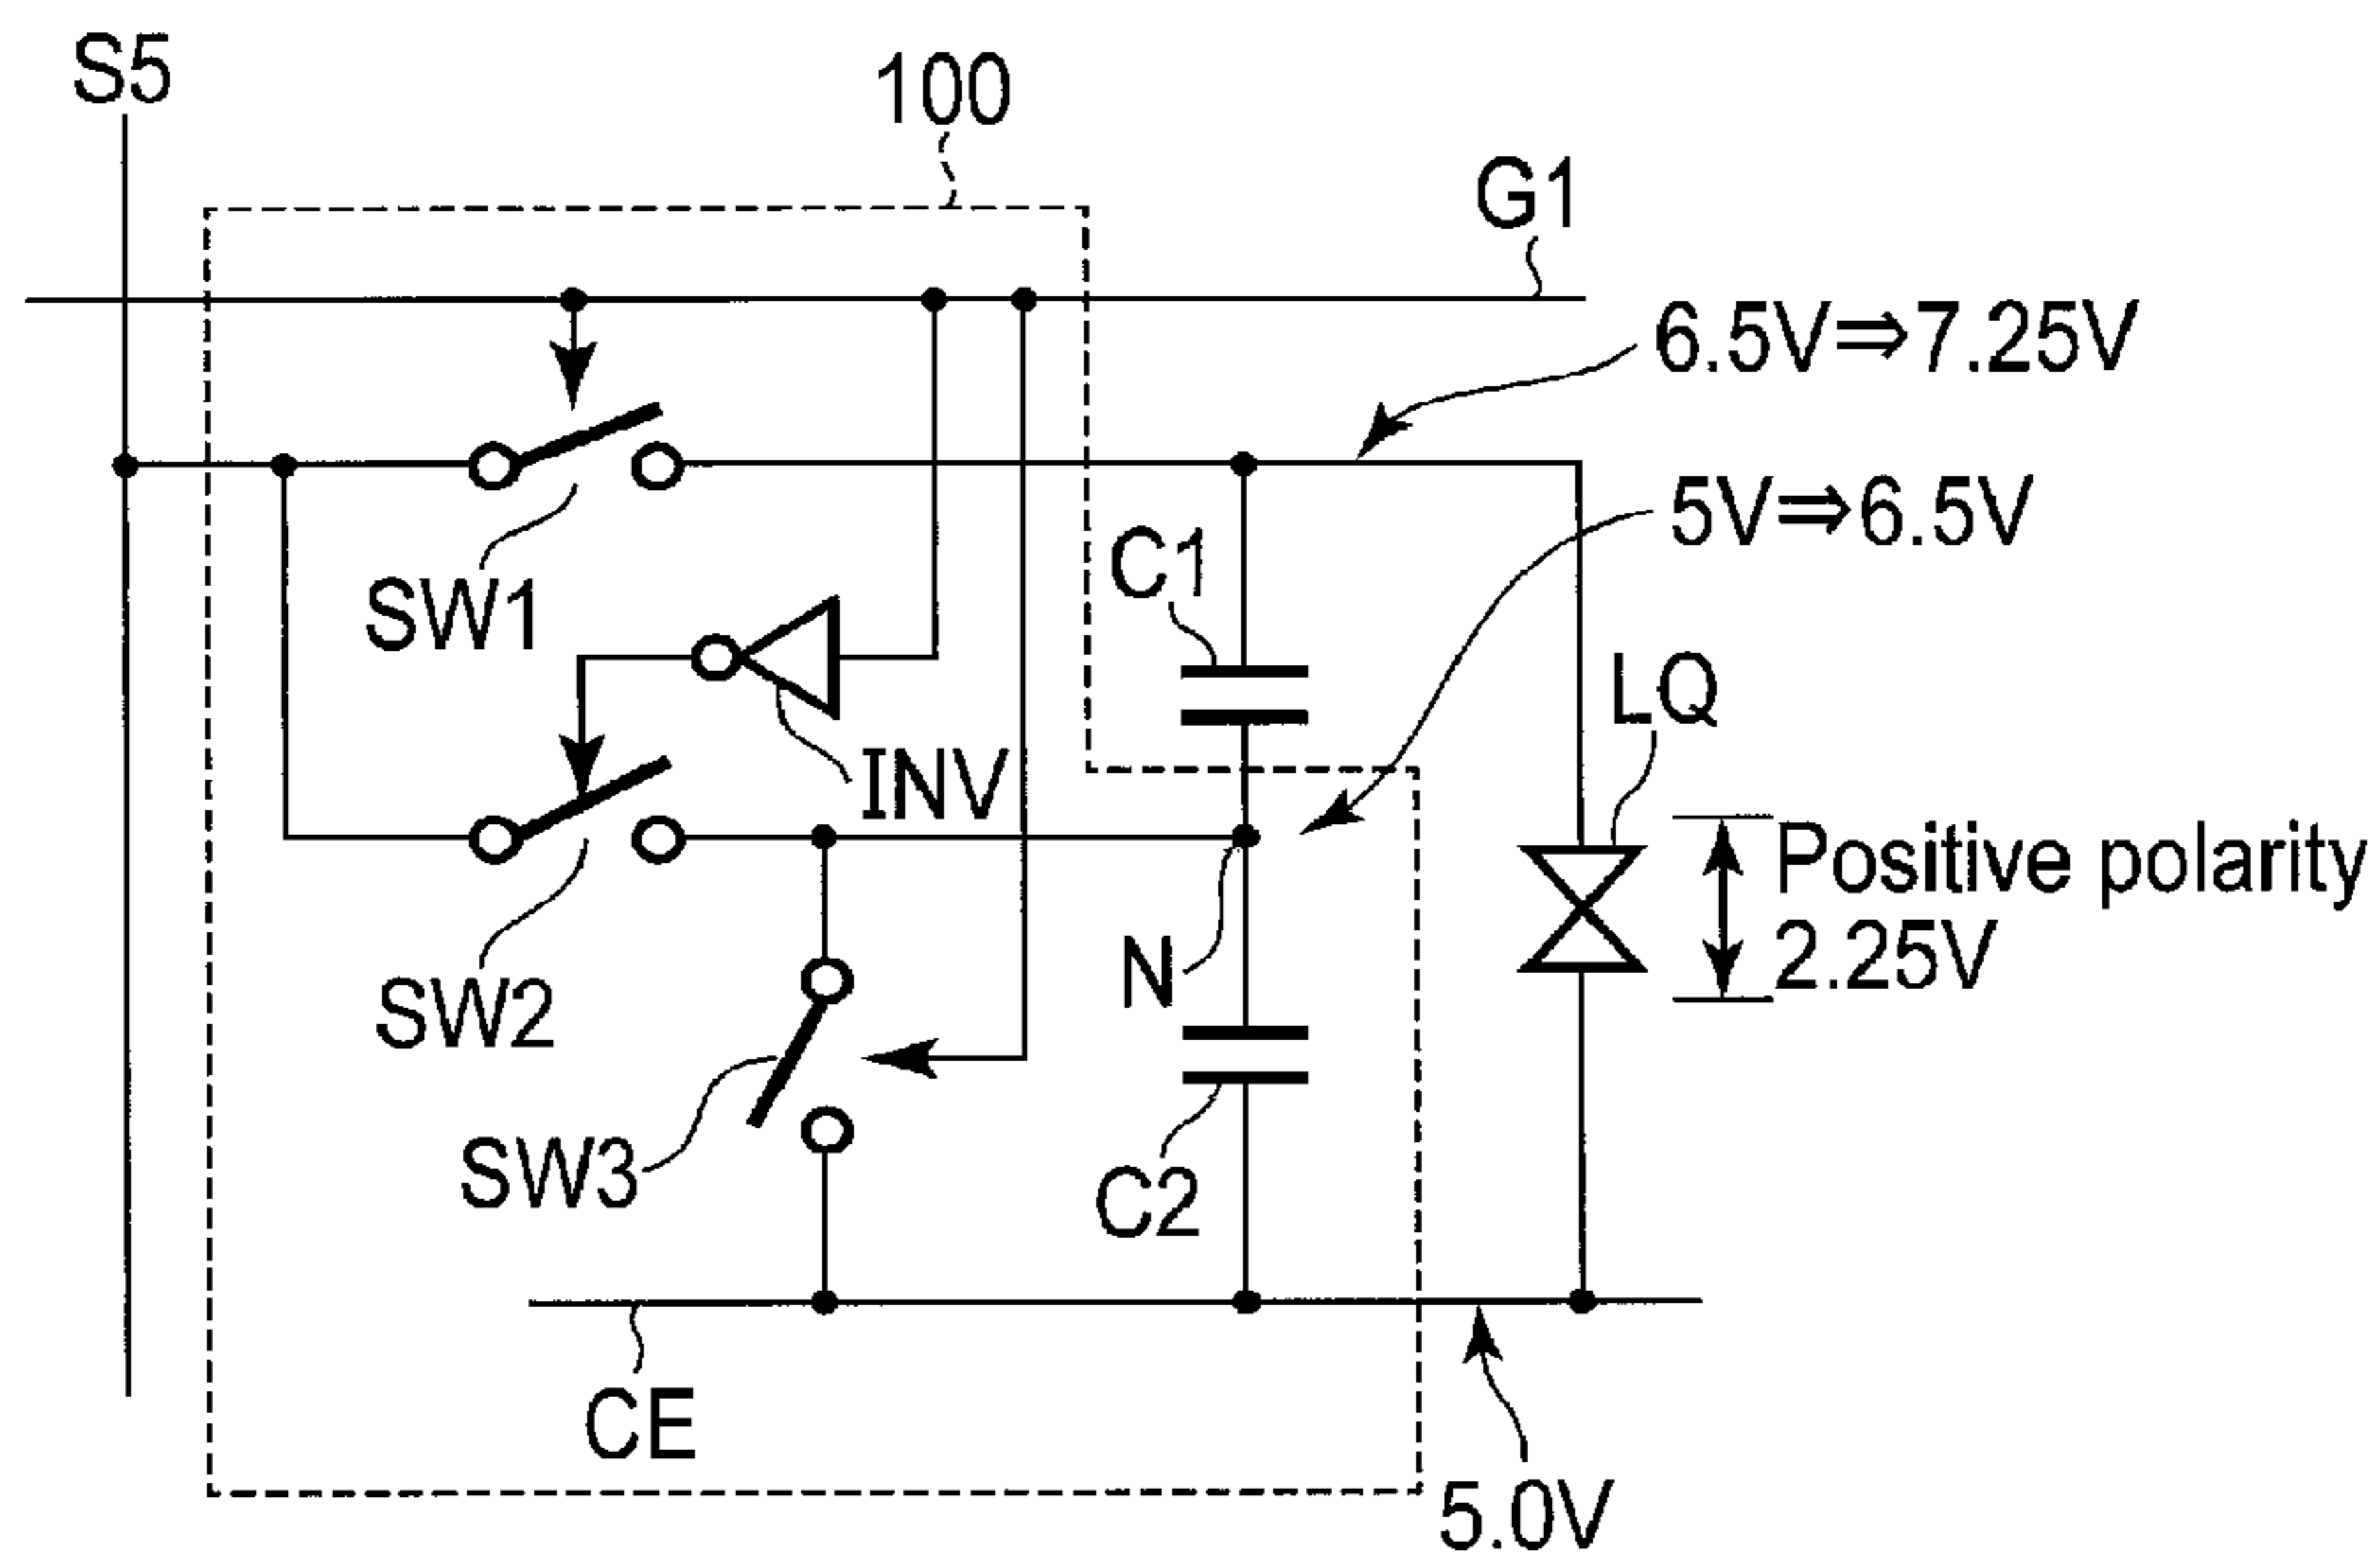 S5
100
G1
6.5V⇒7.25V
5V⇒6.5V
C1
SW1
LQ
INV
Positive polarity
2.25V
N
SW2
SW3
C2
CE
5.0V